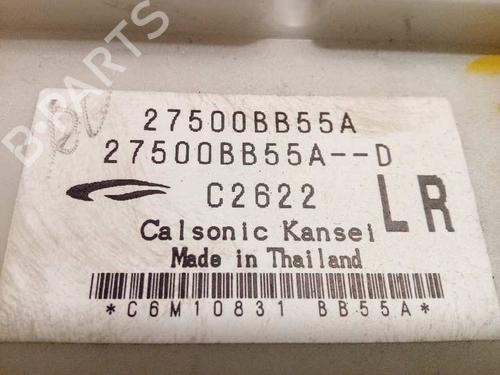 B-PARTS
27500BB55A
27500BB55A--D
C2622
LR
Calsonic Kansei
Made in Thailand
*C6M10831 BB55A*